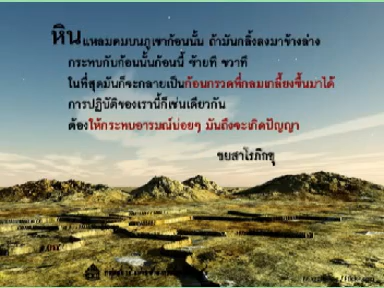 หินแหลมคมบนภูเขาก้อนนั้น ถ้ามันกลิ้งลงมาข้างล่าง
กระทบกับก้อนนั้นก้อนนี้ ซ้ายที ขวาที
ในที่สุดมันก็จะกลายเป็นก้อนกรวดที่กลมเกลี้ยงขึ้นมาได้
การปฏิบัติของเรานี้ก็เช่นเดียวกัน
ต้องให้กระทบอารมณ์บ่อยๆ มันถึงจะเกิดปัญญา
ชยสาโรภิกขุ